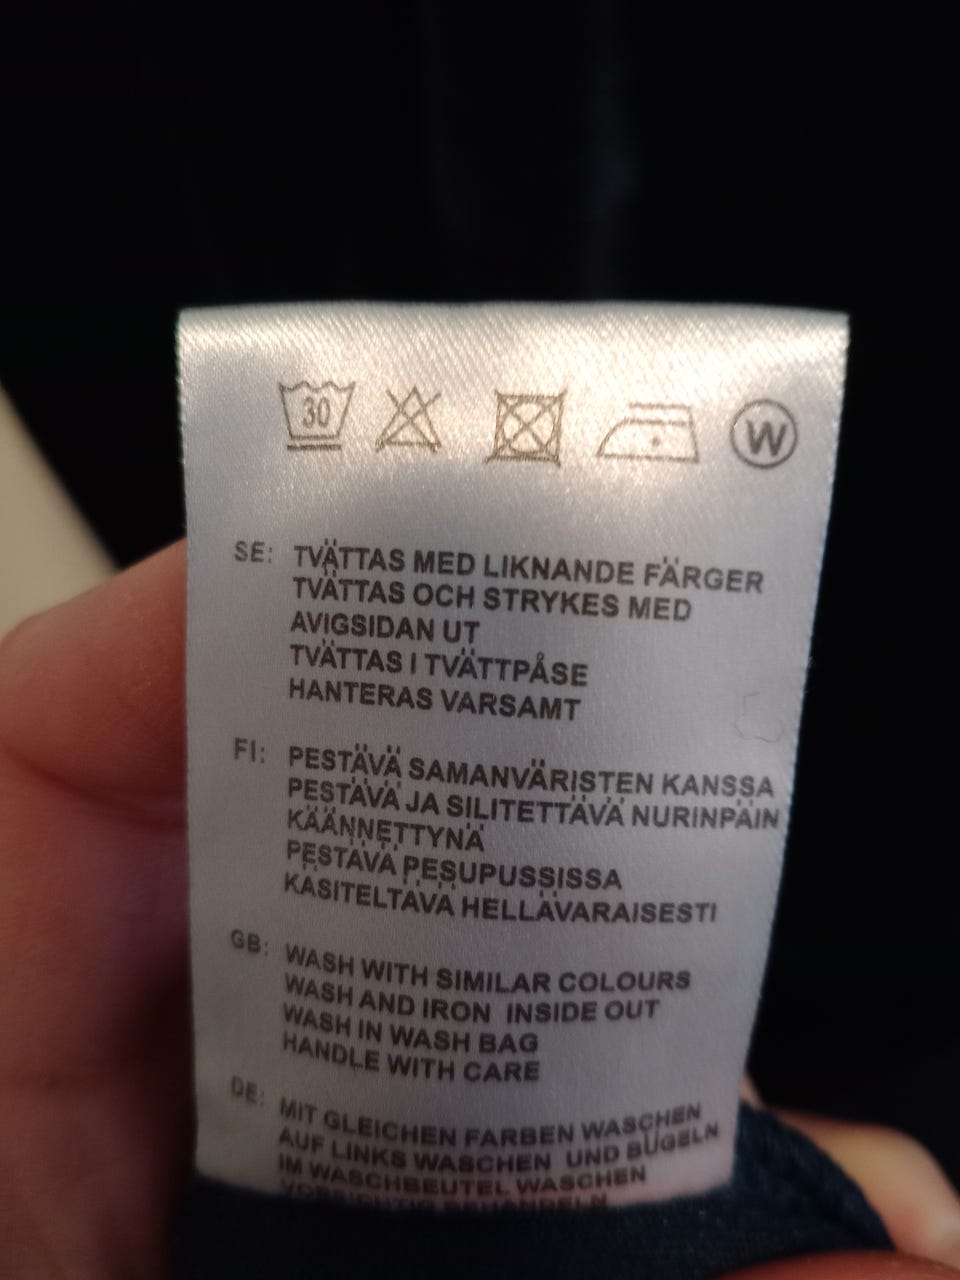 30
W
SE: TVÄTTAS MED LIKNANDE FÄRGER
TVÄTTAS OCH STRYKES MED
AVIGSIDAN UT
TVÄTTAS I TVÄTTPÅSE
HANTERAS VARSAMT
FI: PESTÄVÄ SAMANVÄRISTEN KANSSA
PESTÄVÄ JA SILITETTÄVÄ NURINPÄIN
KÄÄNNETTYNÄ
PESTÄVÄ PESUPUSSISSA
KÄSITELTÄVÄ HELLÄVARAISESTI
GB: WASH WITH SIMILAR COLOURS
WASH AND IRON INSIDE OUT
WASH IN WASH BAG
HANDLE WITH CARE
DE: MIT GLEICHEN FARBEN WASCHEN
AUF LINKS WASCHEN UND BÜGELN
IM WASCHBEUTEL WASCHEN
VORSICHTIG BEHANDELN